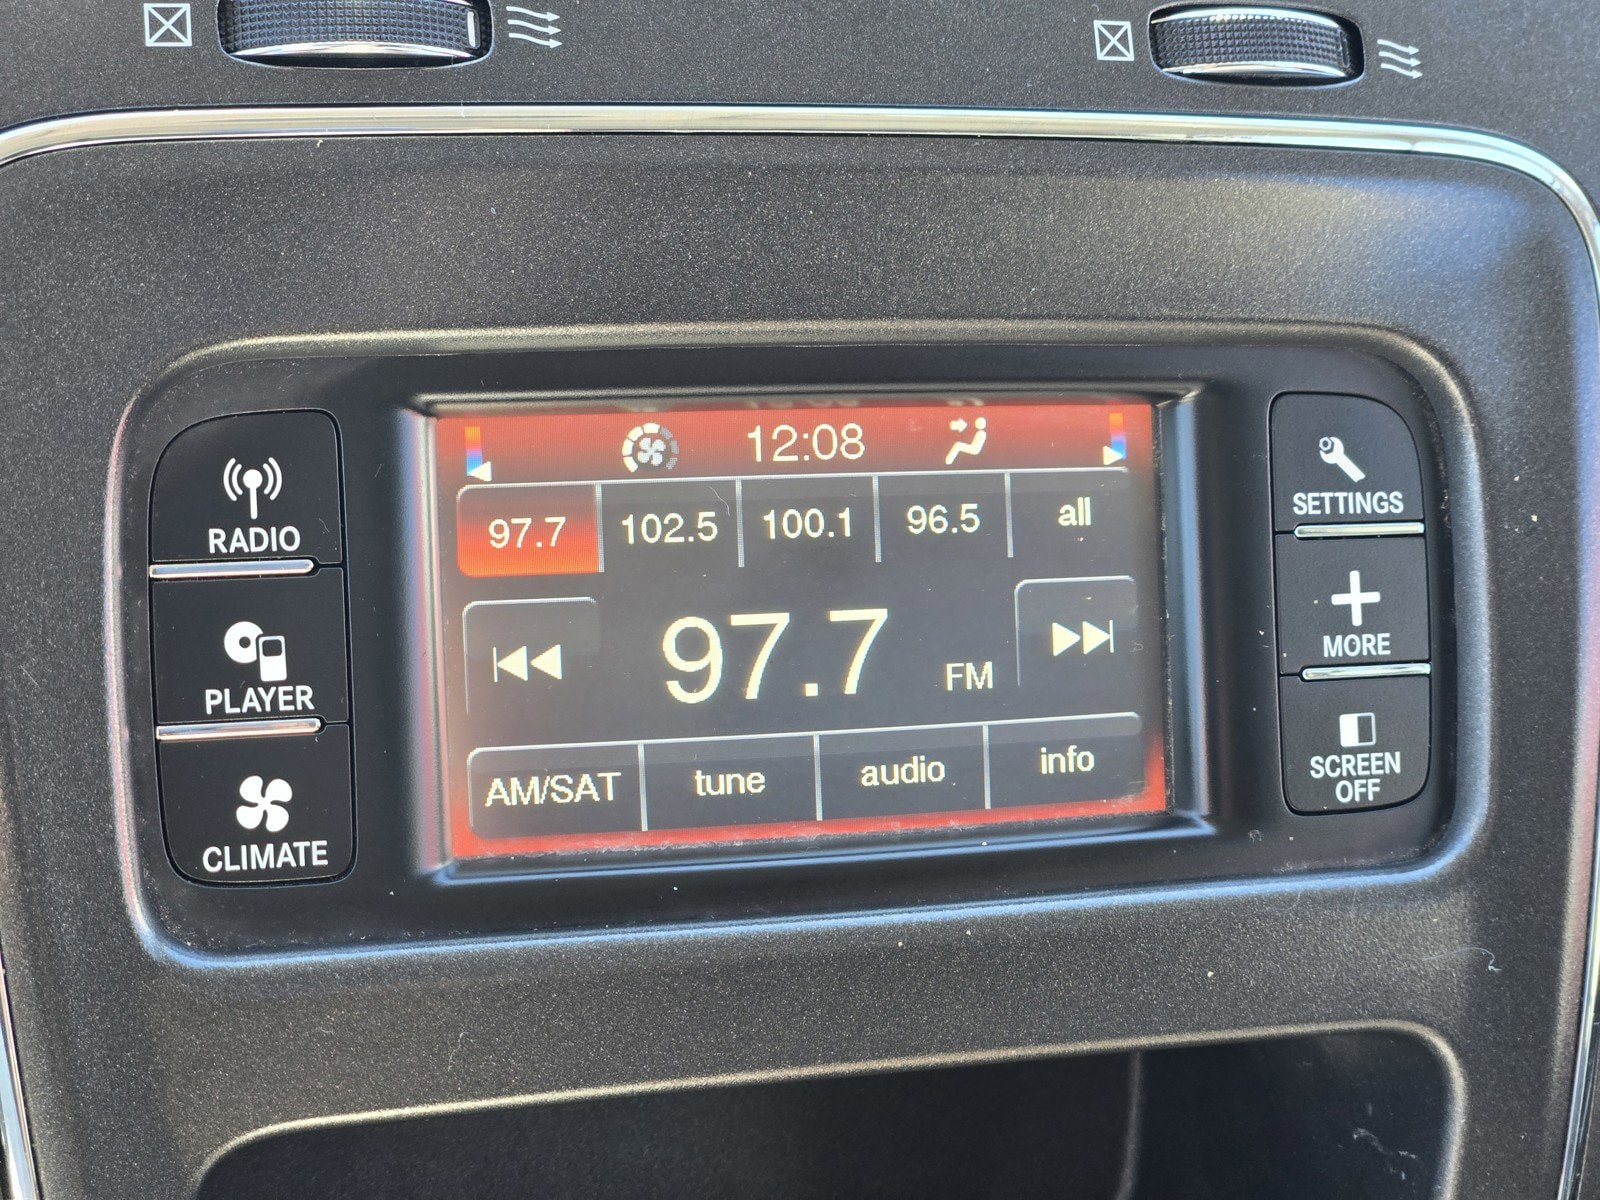 12:08
97.7 102.5 100.1 96.5 all
97.7 FM
AM/SAT tune audio info
RADIO
PLAYER
CLIMATE
SETTINGS
MORE
SCREEN
OFF